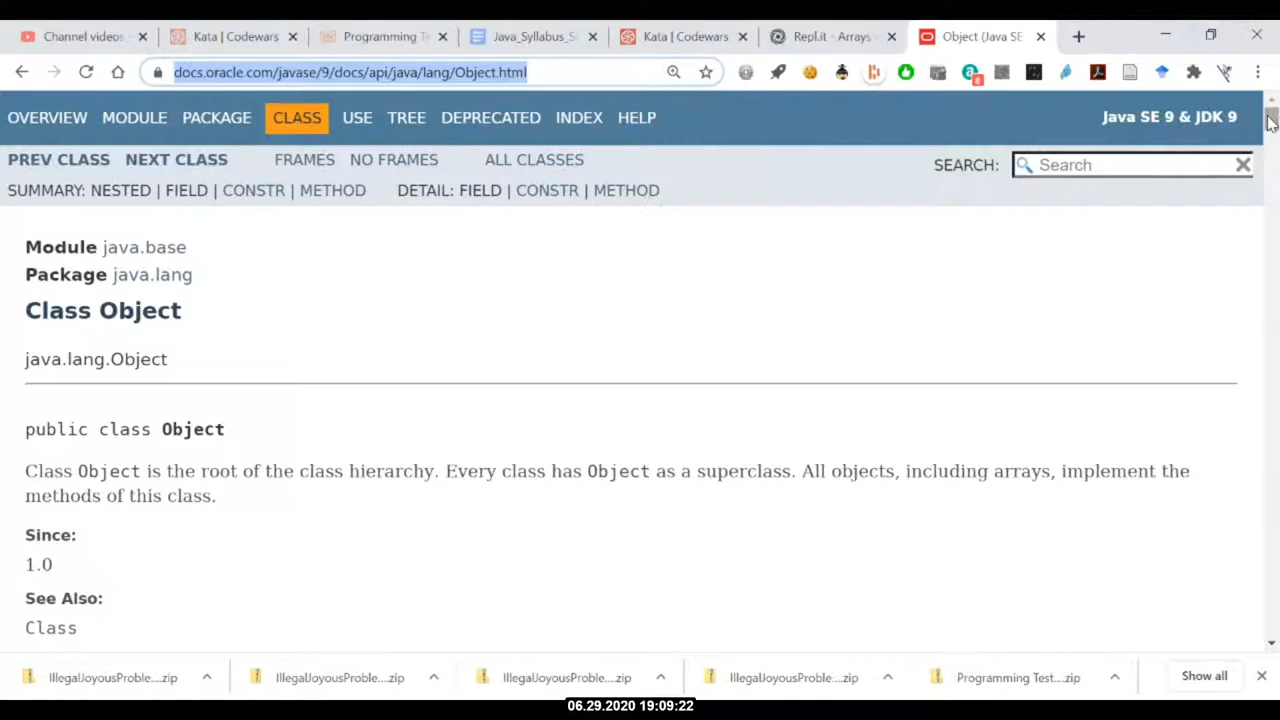 Channel videos - Kata | Codewars Programming Te Java_Syllabus_S Kata | Codewars Repl.it - Arrays Object (Java SE
docs.oracle.com/javase/9/docs/api/java/lang/Object.html
OVERVIEW MODULE PACKAGE CLASS USE TREE DEPRECATED INDEX HELP Java SE 9 & JDK 9
PREV CLASS NEXT CLASS FRAMES NO FRAMES ALL CLASSES SEARCH: Search
SUMMARY: NESTED | FIELD | CONSTR | METHOD DETAIL: FIELD | CONSTR | METHOD
Module java.base
Package java.lang
Class Object
java.lang.Object
public class Object
Class Object is the root of the class hierarchy. Every class has Object as a superclass. All objects, including arrays, implement the
methods of this class.
Since:
1.0
See Also:
Class
IllegalJoyousProble....zip IllegalJoyousProble....zip IllegalJoyousProble....zip IllegalJoyousProble....zip Programming Test....zip Show all
06.29.2020 19:09:22